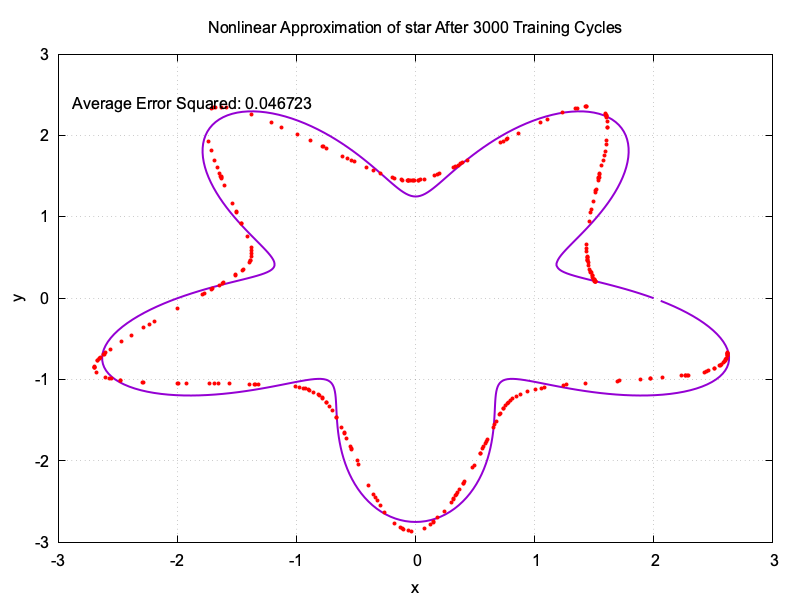 Nonlinear Approximation of star After 3000 Training Cycles
3
Average Error Squared: 0.046723
2
1
y
0
-1
-2
-3
-3 -2 -1 0 1 2 3
x